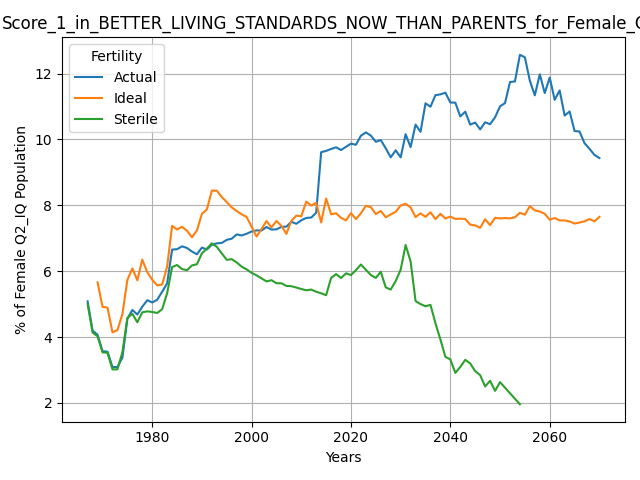 Score_1_in_BETTER_LIVING_STANDARDS_NOW_THAN_PARENTS_for_Female_
Fertility
Actual
Ideal
Sterile
% of Female Q2_IQ Population
12
10
8
6
4
2
1980
2000
2020
2040
2060
Years